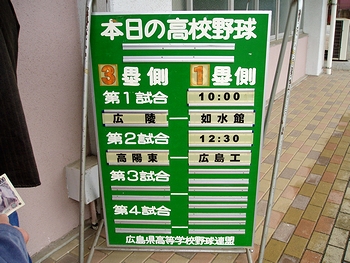 本日の高校野球
3塁側 1塁側
第1試合 10:00
広陵 如水館
第2試合 12:30
高陽東 広島工
第3試合
第4試合
広島県高等学校野球連盟